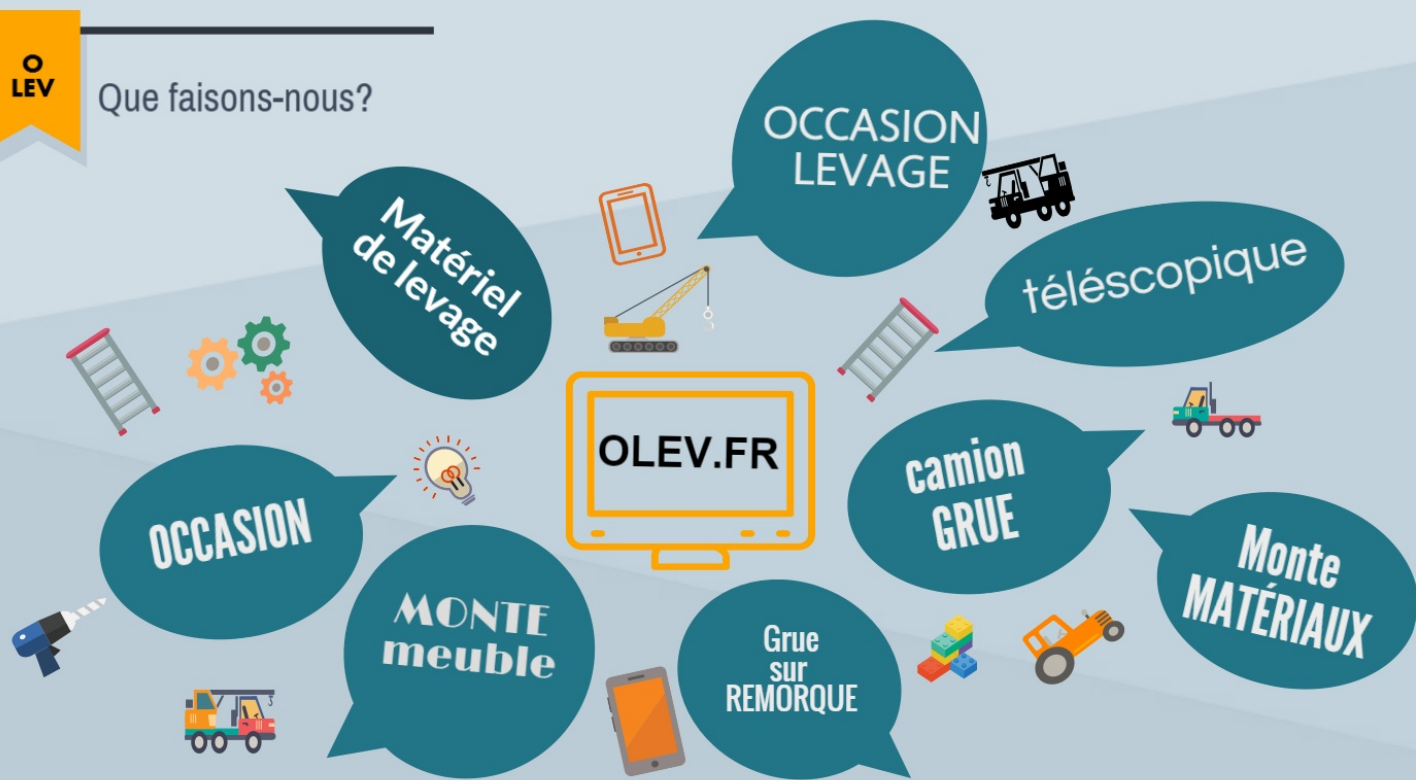 O
LEV
Que faisons-nous?
OCCASION
LEVAGE
Matériel
de levage
téléscopique
OLEV.FR
camion
GRUE
OCCASION
Monte
MATÉRIAUX
MONTE
meuble
Grue
sur
REMORQUE